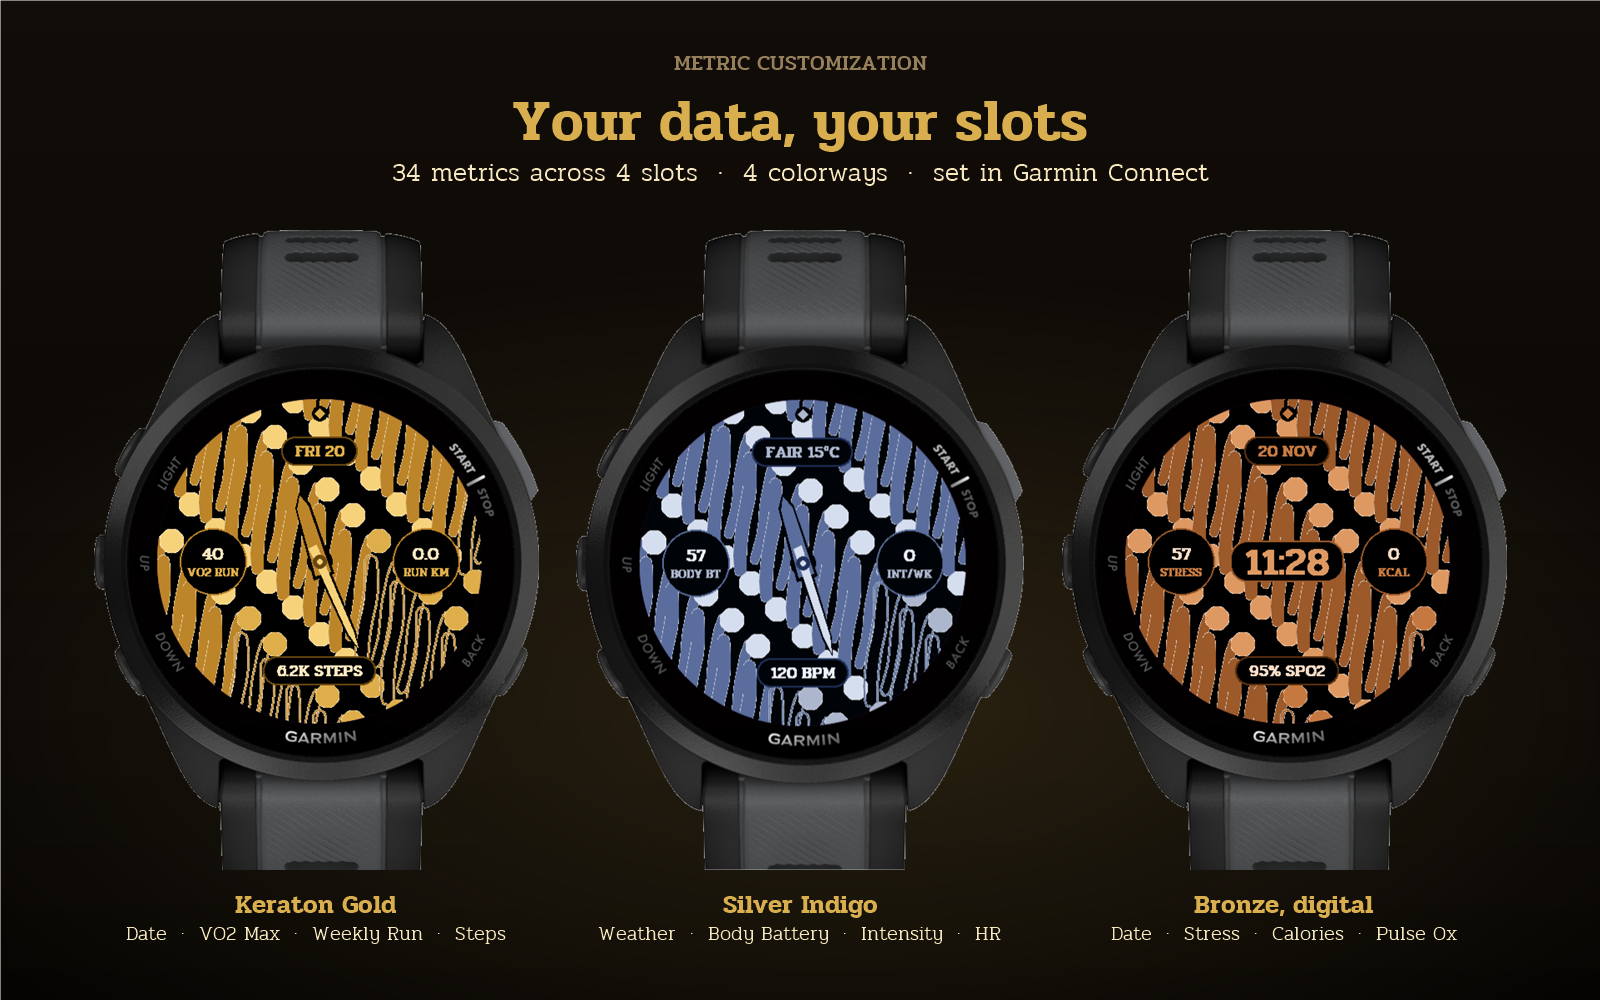 METRIC CUSTOMIZATION
Your data, your slots
34 metrics across 4 slots · 4 colorways · set in Garmin Connect
LIGHT
START
STOP
UP
DOWN
BACK
FRI 20
40
VO2 RUN
0.0
RUN KM
6.2K STEPS
GARMIN
LIGHT
START
STOP
UP
DOWN
BACK
FAIR 15°C
57
BODY BT
0
INT/WK
120 BPM
GARMIN
LIGHT
START
STOP
UP
DOWN
BACK
20 NOV
57
STRESS
11:28
0
KCAL
95% SPO2
GARMIN
Keraton Gold
Date · VO2 Max · Weekly Run · Steps
Silver Indigo
Weather · Body Battery · Intensity · HR
Bronze, digital
Date · Stress · Calories · Pulse Ox